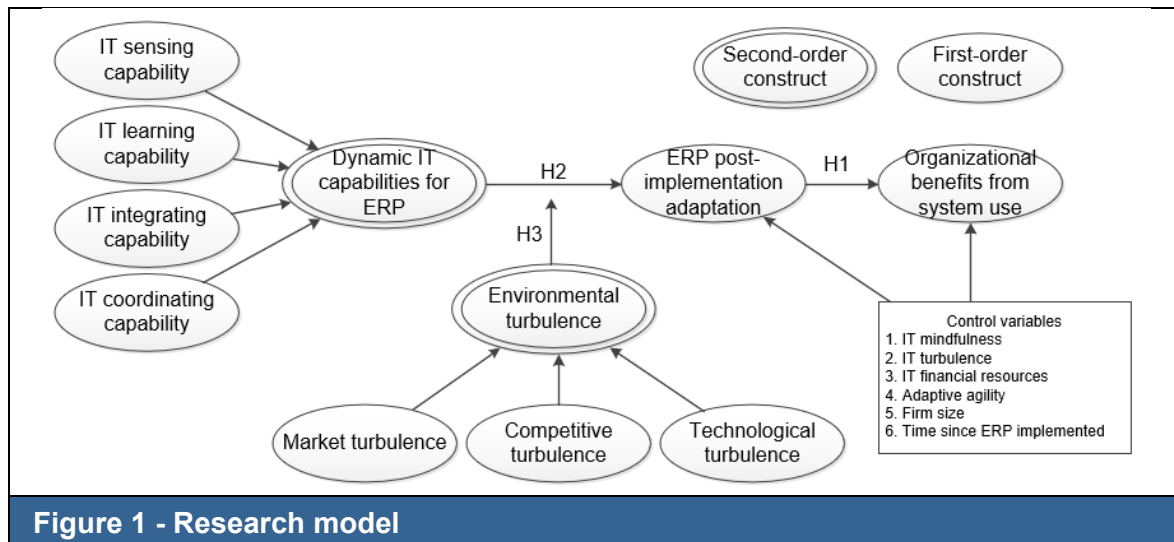 IT sensing
capability
IT learning
capability
IT integrating
capability
IT coordinating
capability
Dynamic IT
capabilities for
ERP
H2
H3
Second-order
construct
First-order
construct
ERP post-
implementation
adaptation
H1
Organizational
benefits from
system use
Environmental
turbulence
Market turbulence
Competitive
turbulence
Technological
turbulence
Control variables
1. IT mindfulness
2. IT turbulence
3. IT financial resources
4. Adaptive agility
5. Firm size
6. Time since ERP implemented
Figure 1 - Research model